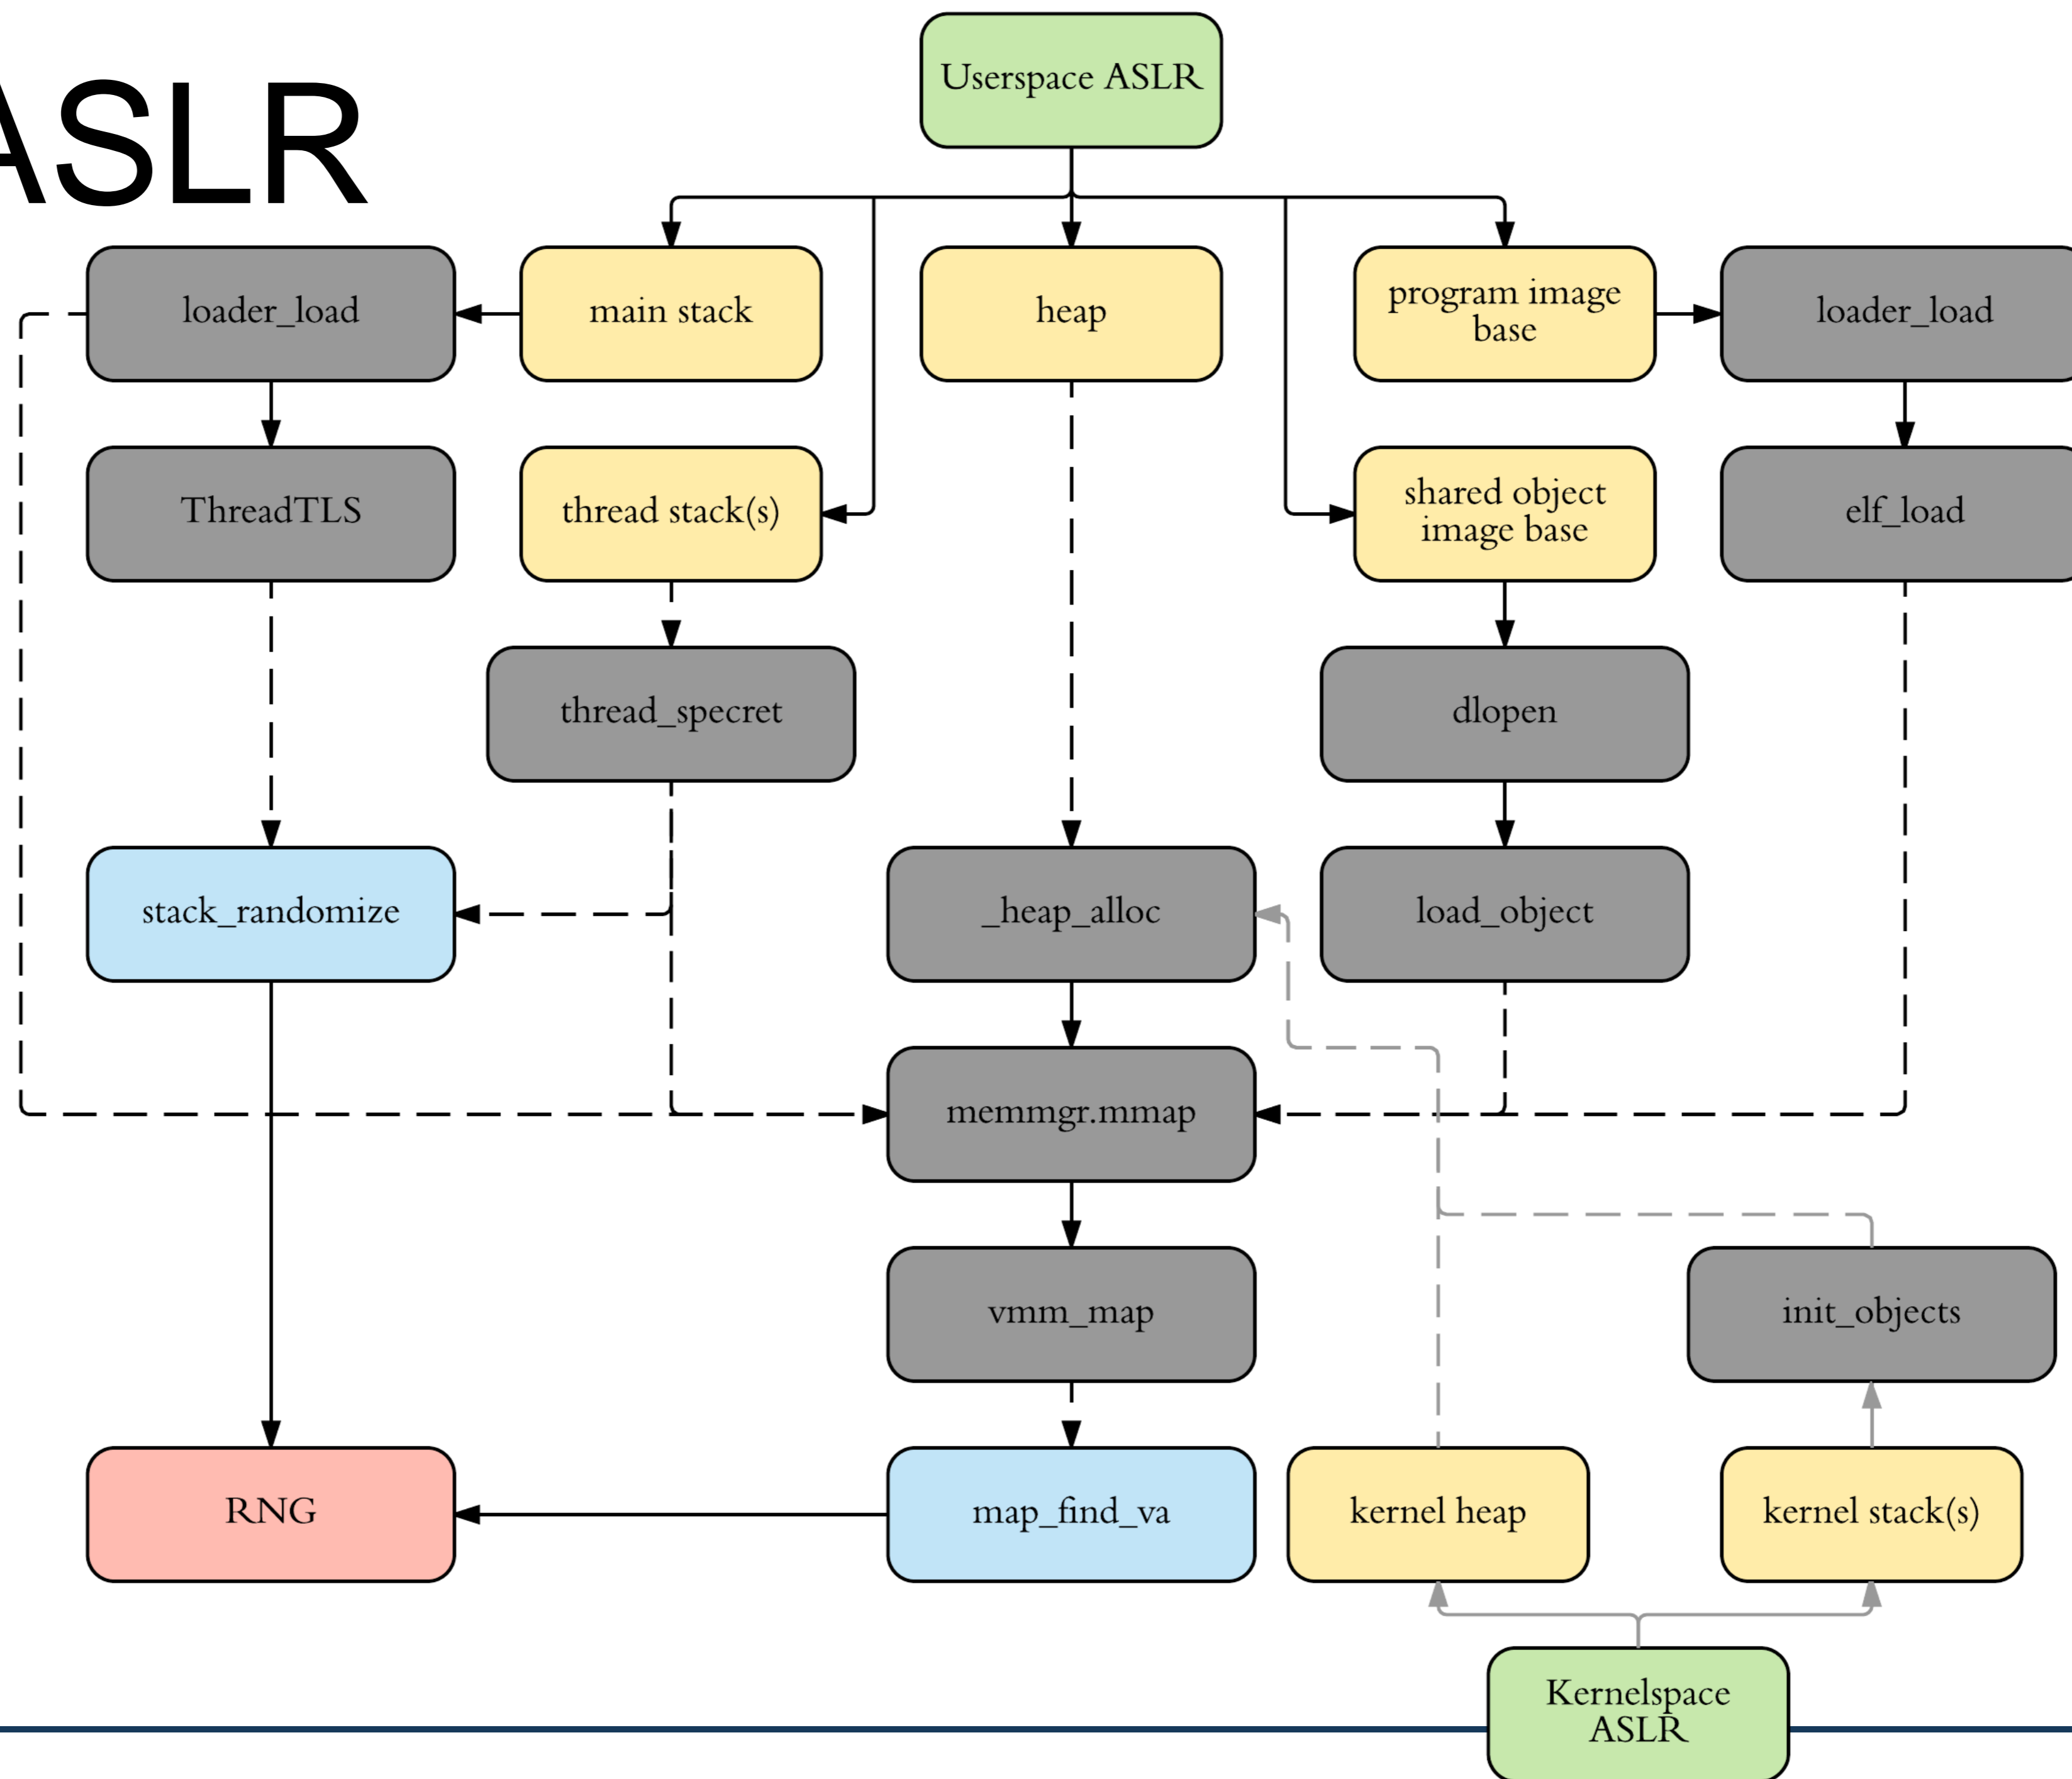 ASLR
Userspace ASLR
loader_load
main stack
heap
program image
base
loader_load
ThreadTLS
thread stack(s)
shared object
image base
elf_load
thread_specret
dlopen
stack_randomize
_heap_alloc
load_object
memmgr.mmap
vmm_map
init_objects
RNG
map_find_va
kernel heap
kernel stack(s)
Kernelspace
ASLR